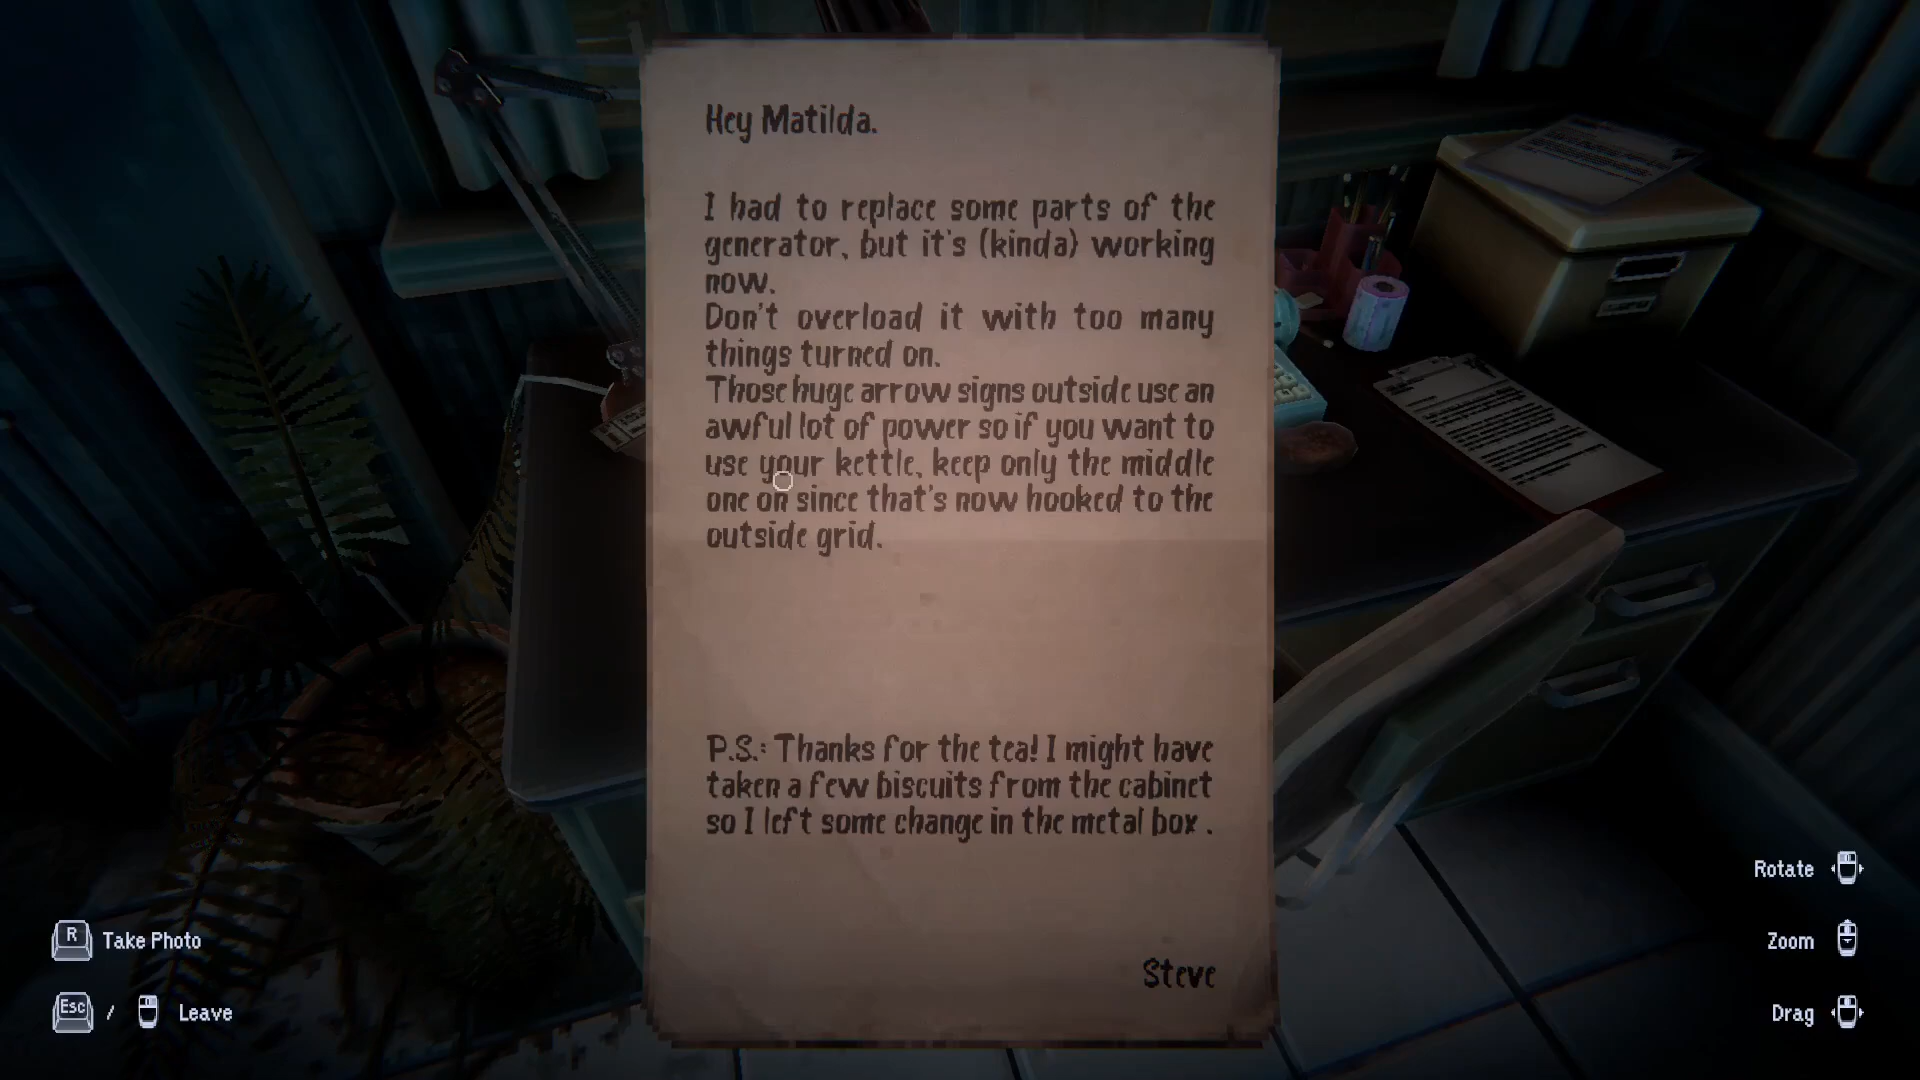 Hey Matilda.
I had to replace some parts of the
generator, but it's (kinda) working
now.
Don't overload it with too many
things turned on.
Those huge arrow signs outside use an
awful lot of power so if you want to
use your kettle, keep only the middle
one on since that's now hooked to the
outside grid.
P.S.: Thanks for the tea! I might have
taken a few biscuits from the cabinet
so I left some change in the metal box .
Steve
R Take Photo
Esc / Leave
Rotate
Zoom
Drag